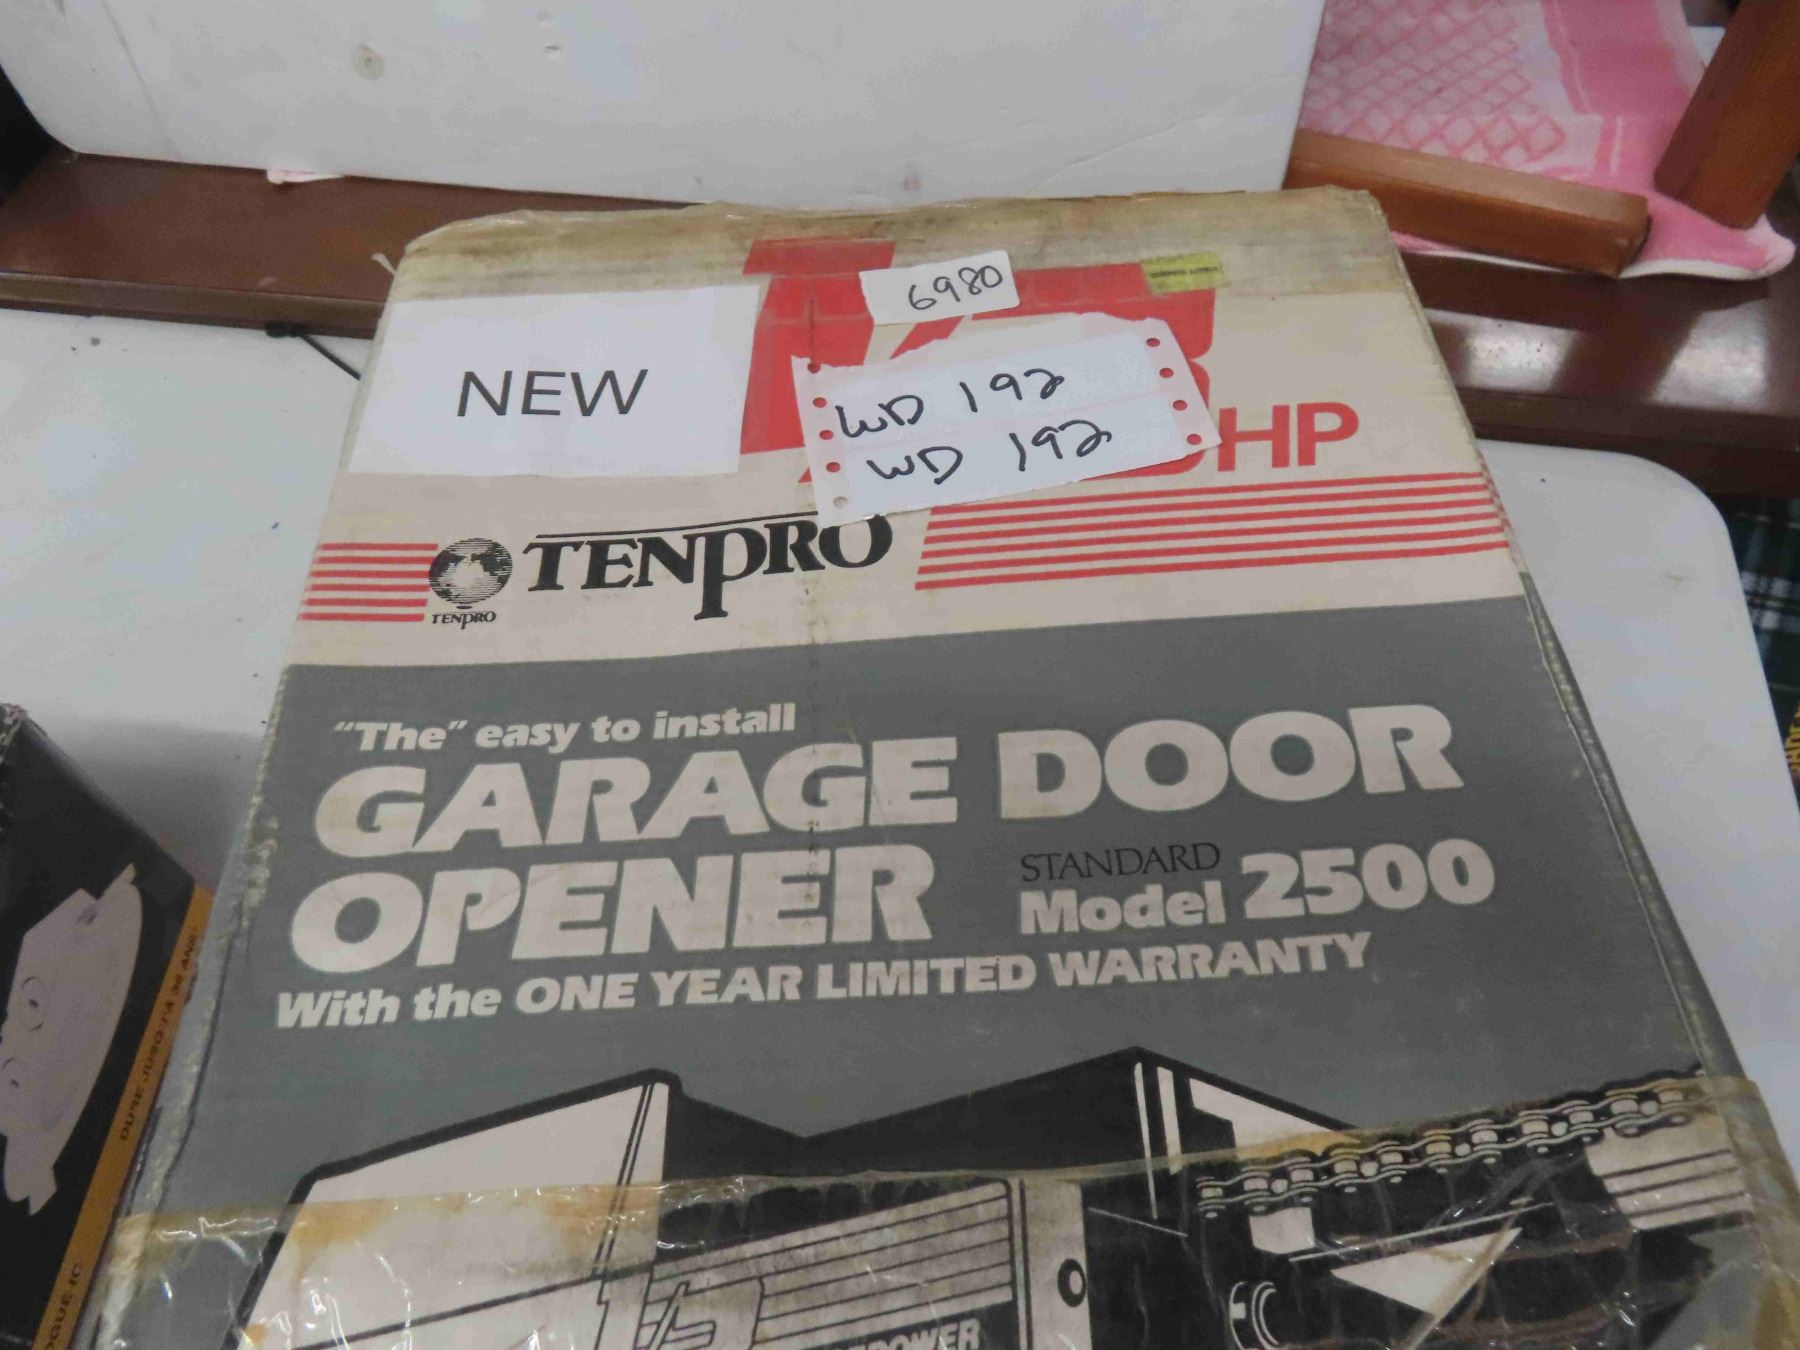 6980
NEW
WD 192
WD 192
HP
TENPRO
TENPRO
"The" easy to install
GARAGE DOOR
OPENER
STANDARD
Model 2500
With the ONE YEAR LIMITED WARRANTY